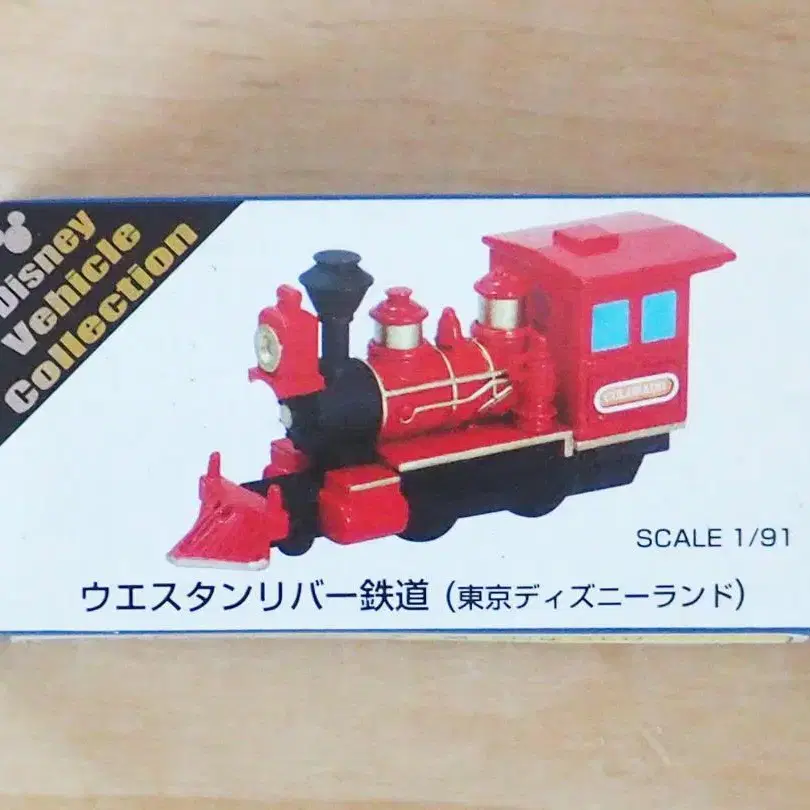 Disney
Vehicle
Collection
COLORADO
SCALE 1/91
ウエスタンリバー鉄道 (東京ディズニーランド)